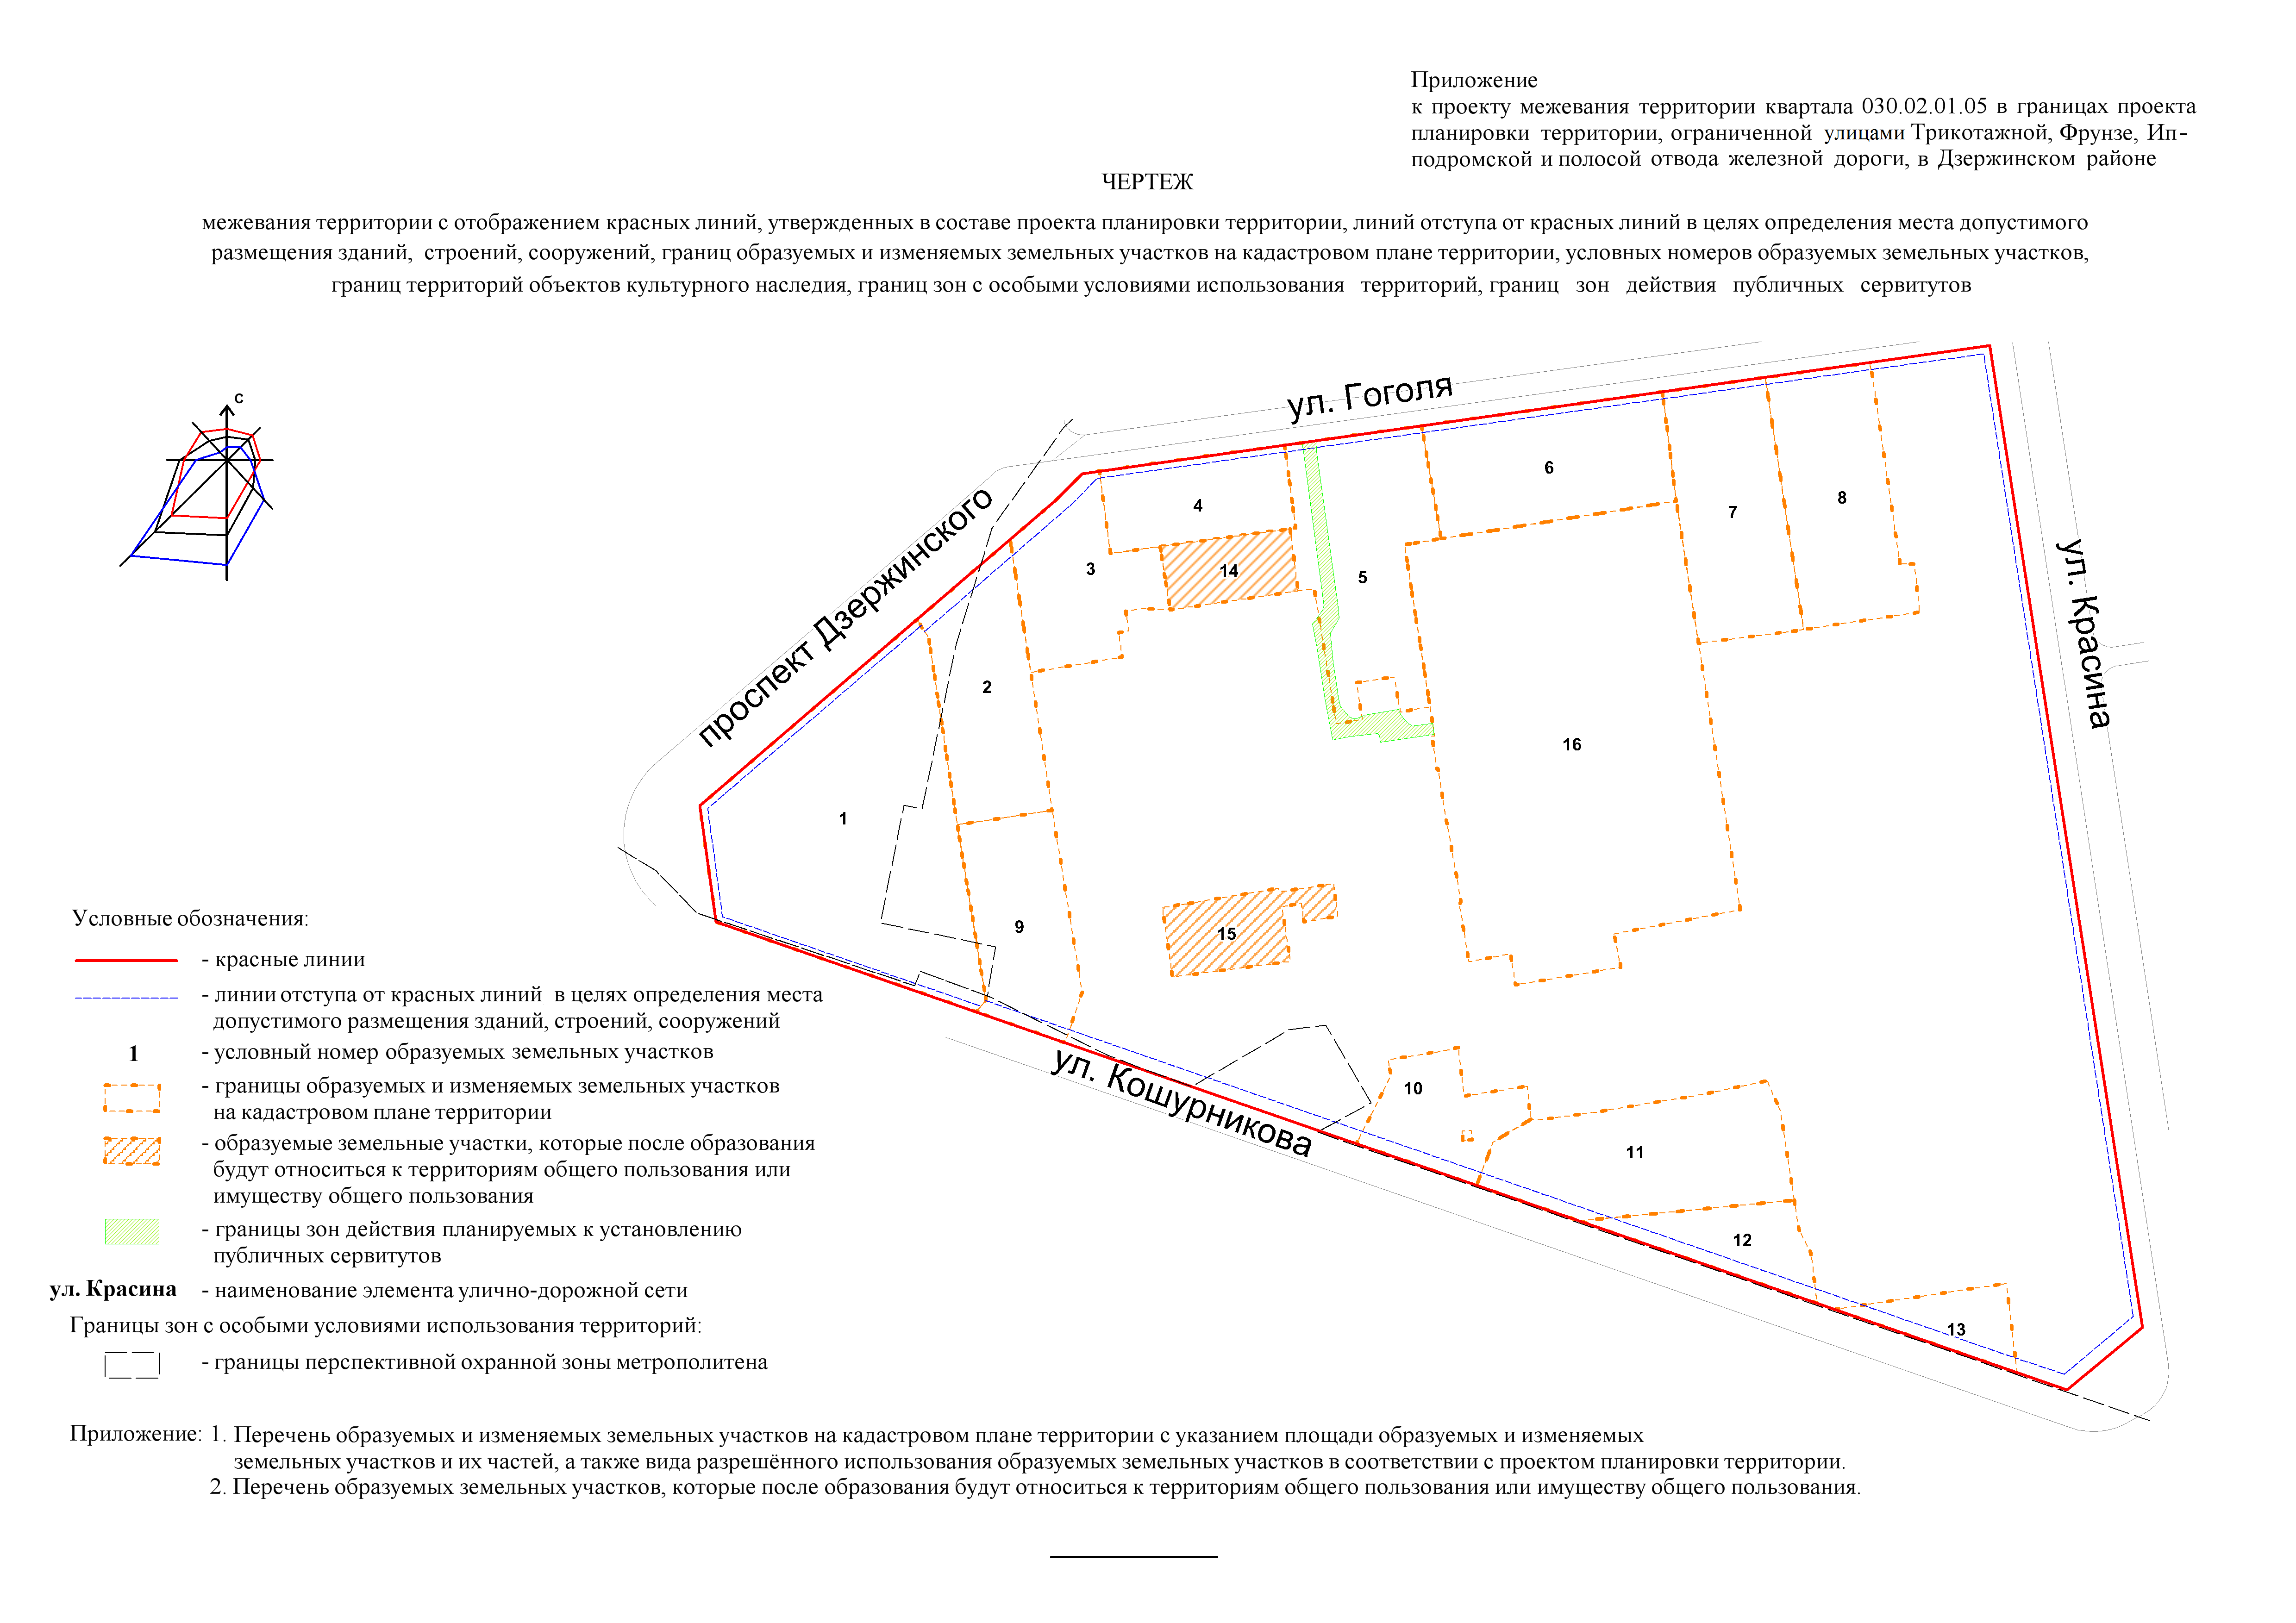 Приложение
к проекту межевания территории квартала 030.02.01.05 в границах проекта
планировки территории, ограниченной улицами Трикотажной, Фрунзе, Ип-
подромской и полосой отвода железной дороги, в Дзержинском районе
ЧЕРТЕЖ
межевания территории с отображением красных линий, утвержденных в составе проекта планировки территории, линий отступа от красных линий в целях определения места допустимого
размещения зданий, строений, сооружений, границ образуемых и изменяемых земельных участков на кадастровом плане территории, условных номеров образуемых земельных участков,
границ территорий объектов культурного наследия, границ зон с особыми условиями использования территорий, границ зон действия публичных сервитутов
с
ул. Гоголя
проспект Дзержинского
ул. Красина
ул. Кошурникова
1
2
3
4
5
6
7
8
9
10
11
12
13
14
15
16
Условные обозначения:
- красные линии
- линии отступа от красных линий в целях определения места
допустимого размещения зданий, строений, сооружений
1 - условный номер образуемых земельных участков
- границы образуемых и изменяемых земельных участков
на кадастровом плане территории
- образуемые земельные участки, которые после образования
будут относиться к территориям общего пользования или
имуществу общего пользования
- границы зон действия планируемых к установлению
публичных сервитутов
ул. Красина - наименование элемента улично-дорожной сети
Границы зон с особыми условиями использования территорий:
- границы перспективной охранной зоны метрополитена
Приложение: 1. Перечень образуемых и изменяемых земельных участков на кадастровом плане территории с указанием площади образуемых и изменяемых
земельных участков и их частей, а также вида разрешённого использования образуемых земельных участков в соответствии с проектом планировки территории.
2. Перечень образуемых земельных участков, которые после образования будут относиться к территориям общего пользования или имуществу общего пользования.